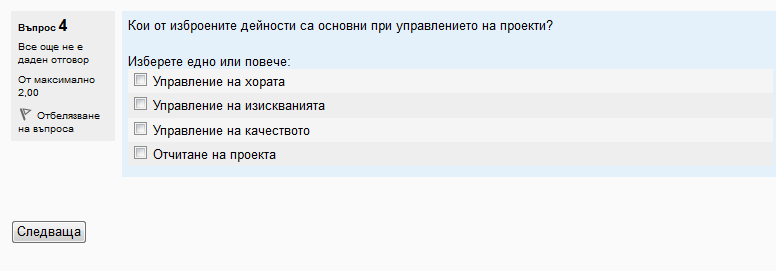 Въпрос 4
Все още не е
даден отговор
От максимално
2,00
Отбелязване
на въпроса
Кои от изброените дейности са основни при управлението на проекти?
Изберете едно или повече:
Управление на хората
Управление на изискванията
Управление на качеството
Отчитане на проекта
Следваща